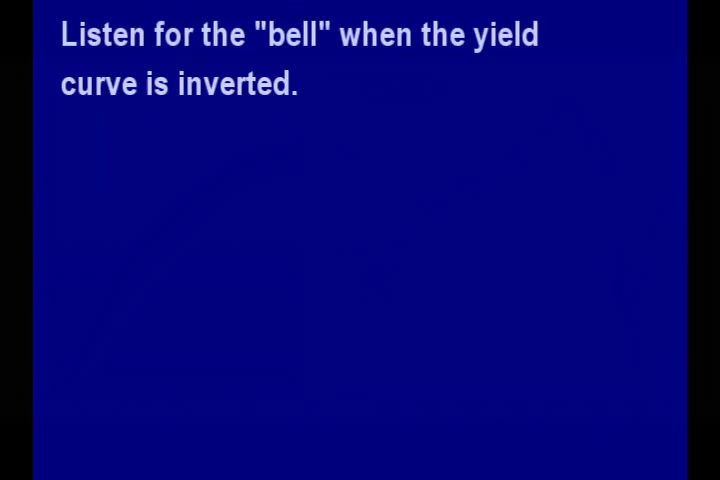 Listen for the "bell" when the yield
curve is inverted.